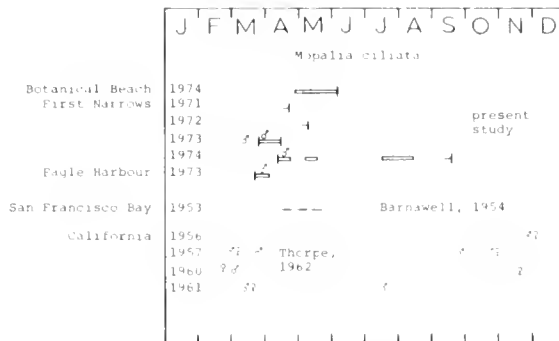 J F M A M J J A S O N D
Mopalia ciliata
Botanical Beach 1974
First Narrows 1971
1972
present
1973 ♂ ♂
study
1974 ♂
Eagle Harbour 1973 ♂
San Francisco Bay 1953 Barnawell, 1954
California 1956
1957 Thorpe,
1962
1960 ♀ ♂
1961